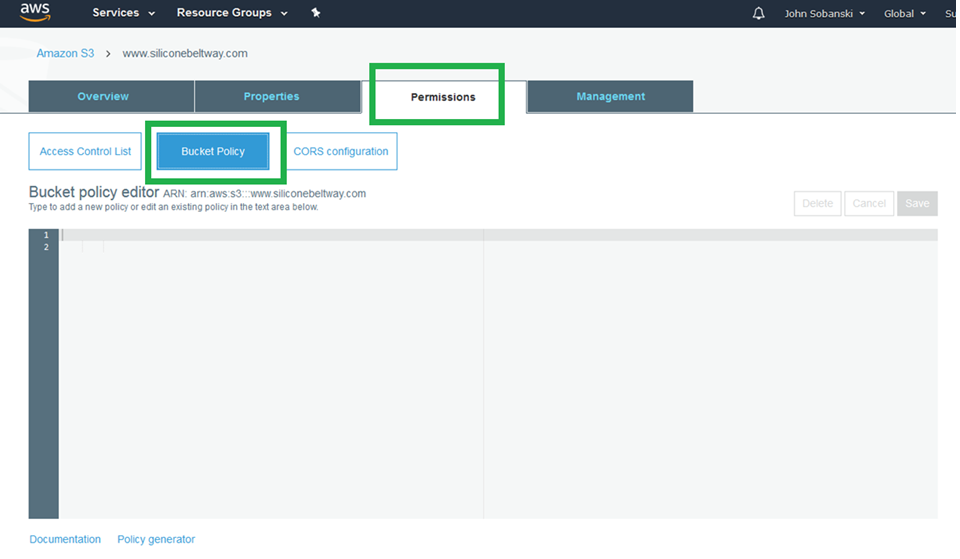 aws Services Resource Groups John Sobanski Global Su
Amazon S3 > www.siliconebeltway.com
Overview Properties Permissions Management
Access Control List Bucket Policy CORS configuration
Bucket policy editor ARN: arn:aws:s3:::www.siliconebeltway.com
Type to add a new policy or edit an existing policy in the text area below.
Delete Cancel Save
1
2
Documentation Policy generator